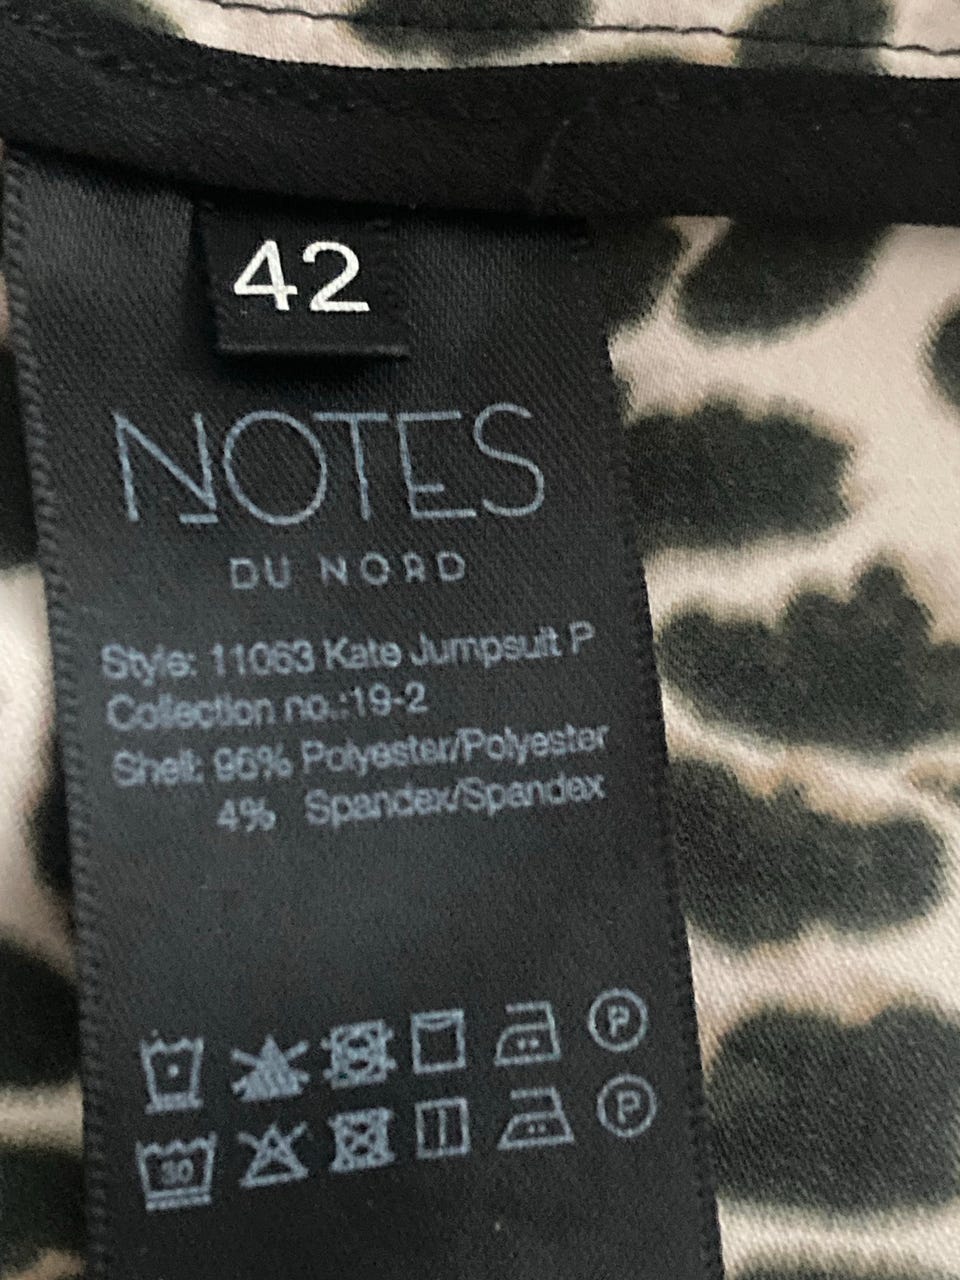 42
NOTES
DU NORD
Style: 11063 Kate Jumpsuit P
Collection no.:19-2
Shell: 96% Polyester/Polyester
4% Spandex/Spandex
P
30
P